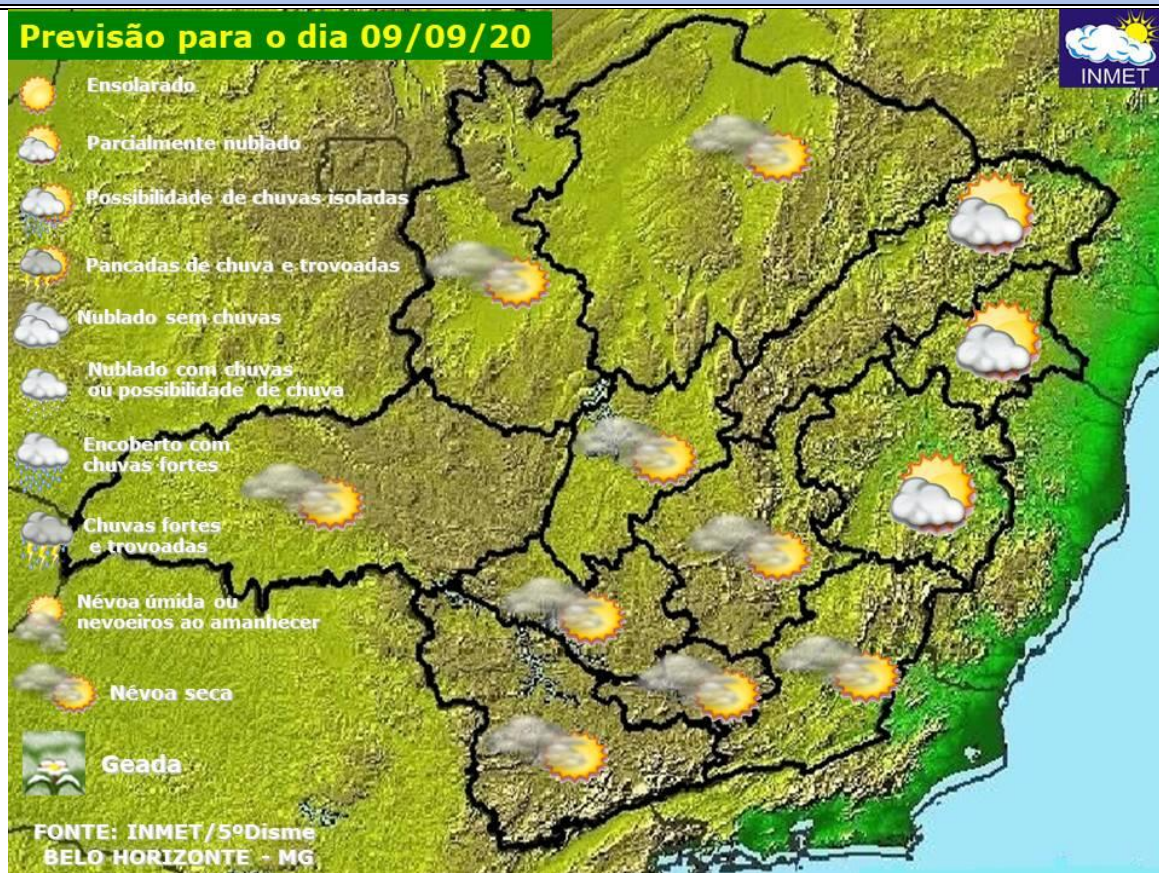 Previsão para o dia 09/09/20
INMET
Ensolarado
Parcialmente nublado
Possibilidade de chuvas isoladas
Pancadas de chuva e trovoadas
Nublado sem chuvas
Nublado com chuvas
ou possibilidade de chuva
Encoberto com
chuvas fortes
Chuvas fortes
e trovoadas
Névoa úmida ou
nevoeiros ao amanhecer
Névoa seca
Geada
FONTE: INMET/5ºDisme
BELO HORIZONTE - MG